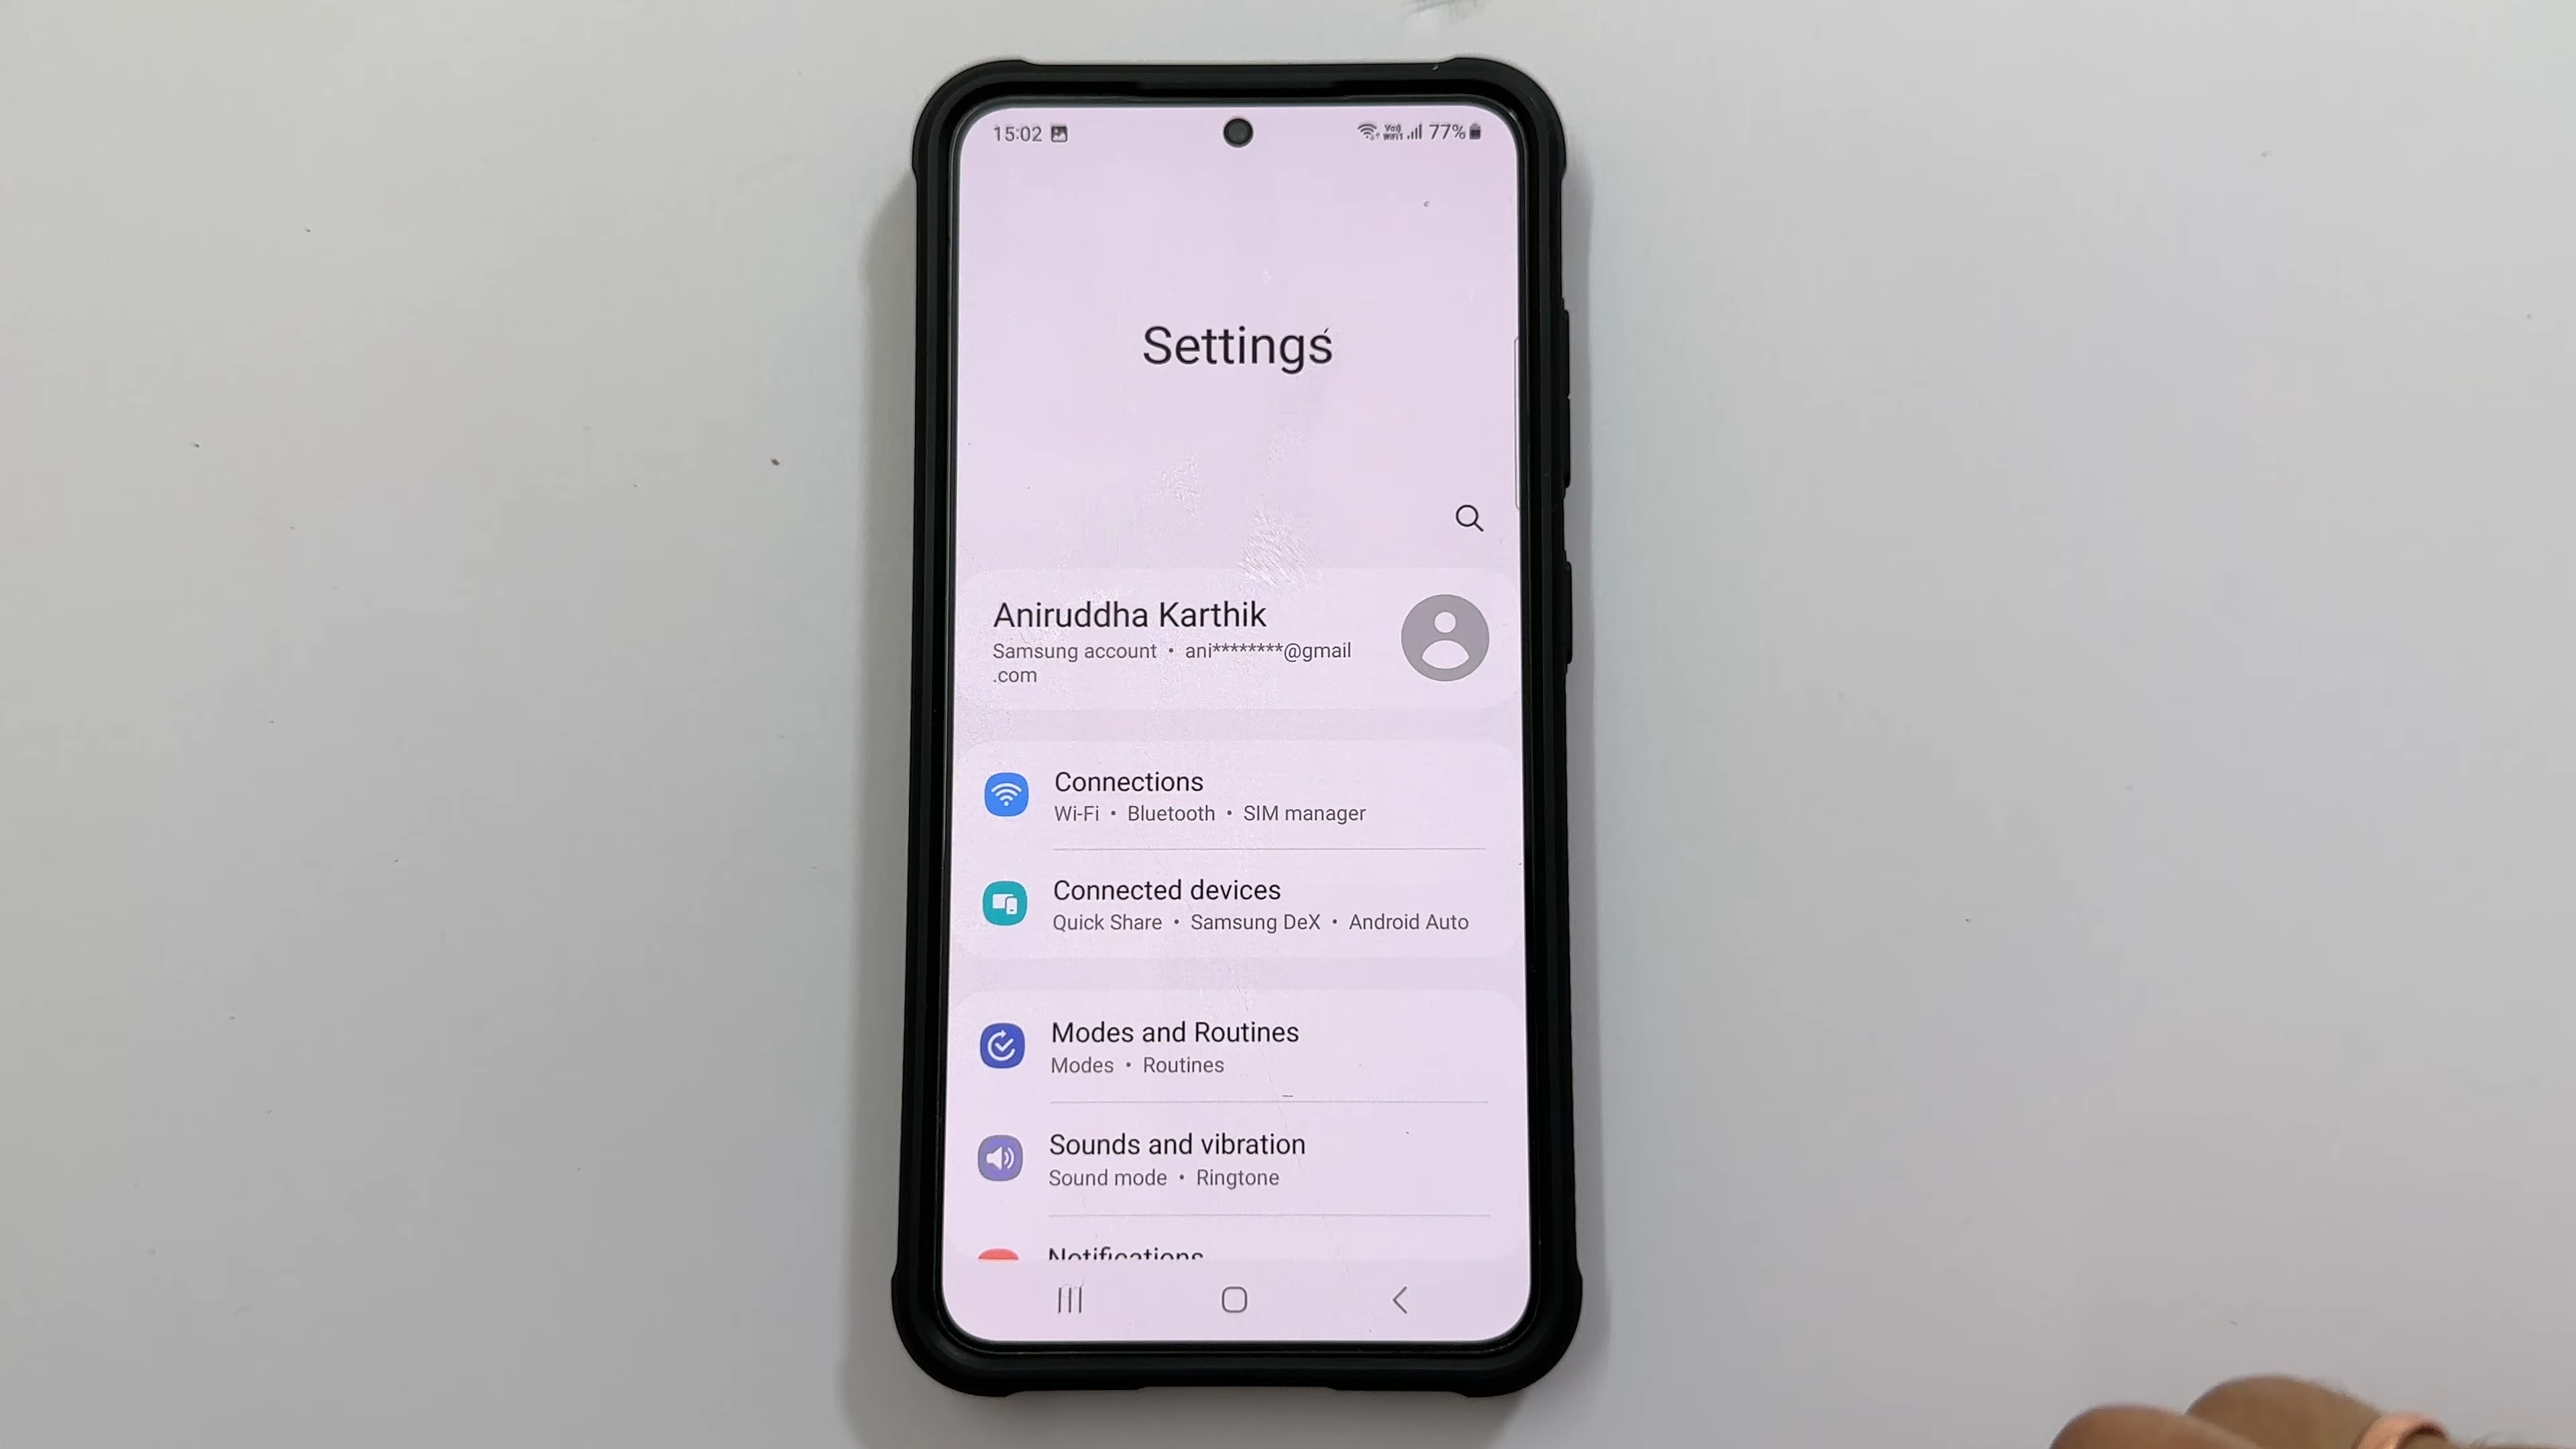 15:02 77%
Settings
Aniruddha Karthik
Samsung account • ani********@gmail
.com
Connections
Wi-Fi • Bluetooth • SIM manager
Connected devices
Quick Share • Samsung DeX • Android Auto
Modes and Routines
Modes • Routines
Sounds and vibration
Sound mode • Ringtone
Notifications